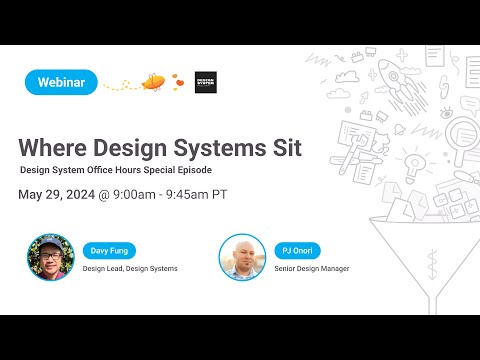 Webinar
DESIGN
SYSTEM
Where Design Systems Sit
Design System Office Hours Special Episode
May 29, 2024 @ 9:00am - 9:45am PT
Davy Fung
Design Lead, Design Systems
PJ Onori
Senior Design Manager
$